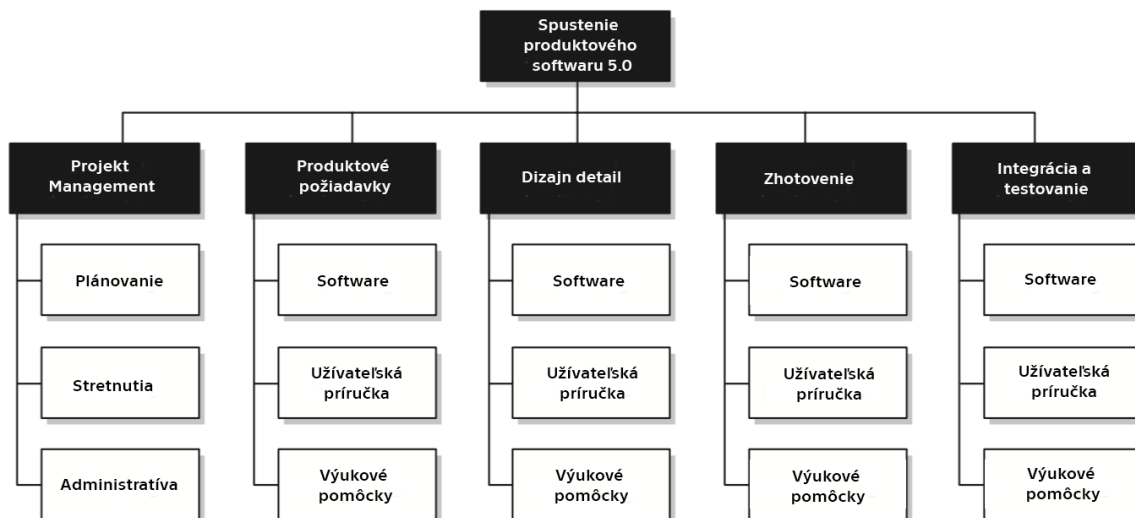 Spustenie
produktového
softwaru 5.0
Projekt
Management
Produktové
požiadavky
Dizajn detail
Zhotovenie
Integrácia a
testovanie
Plánovanie
Software
Software
Software
Software
Stretnutia
Užívateľská
príručka
Užívateľská
príručka
Užívateľská
príručka
Užívateľská
príručka
Administratíva
Výukové
pomôcky
Výukové
pomôcky
Výukové
pomôcky
Výukové
pomôcky